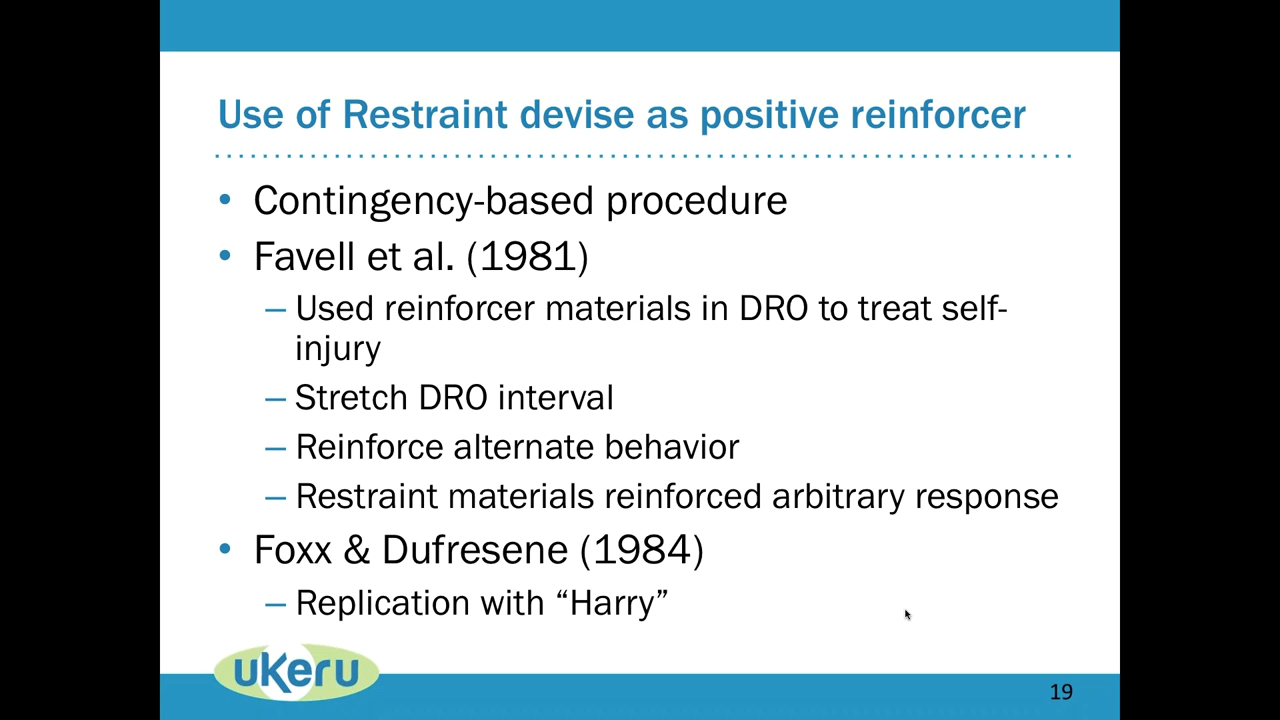 Use of Restraint devise as positive reinforcer
• Contingency-based procedure
• Favell et al. (1981)
– Used reinforcer materials in DRO to treat self-
injury
– Stretch DRO interval
– Reinforce alternate behavior
– Restraint materials reinforced arbitrary response
• Foxx & Dufresene (1984)
– Replication with “Harry”
ukeru
19